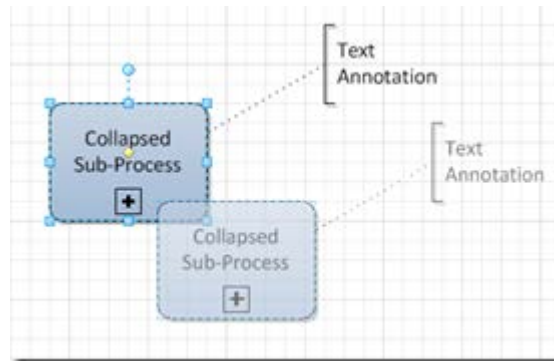 Text
Annotation
Collapsed
Sub-Process
Text
Annotation
Collapsed
Sub-Process